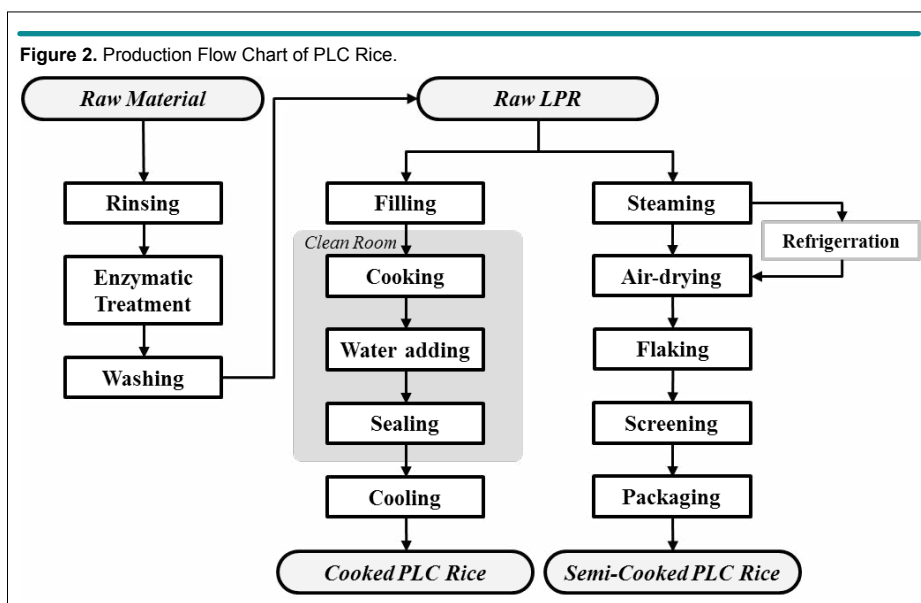 Figure 2. Production Flow Chart of PLC Rice.
Raw Material
Rinsing
Enzymatic
Treatment
Washing
Raw LPR
Filling
Clean Room
Cooking
Water adding
Sealing
Cooling
Cooked PLC Rice
Steaming
Refrigerration
Air-drying
Flaking
Screening
Packaging
Semi-Cooked PLC Rice